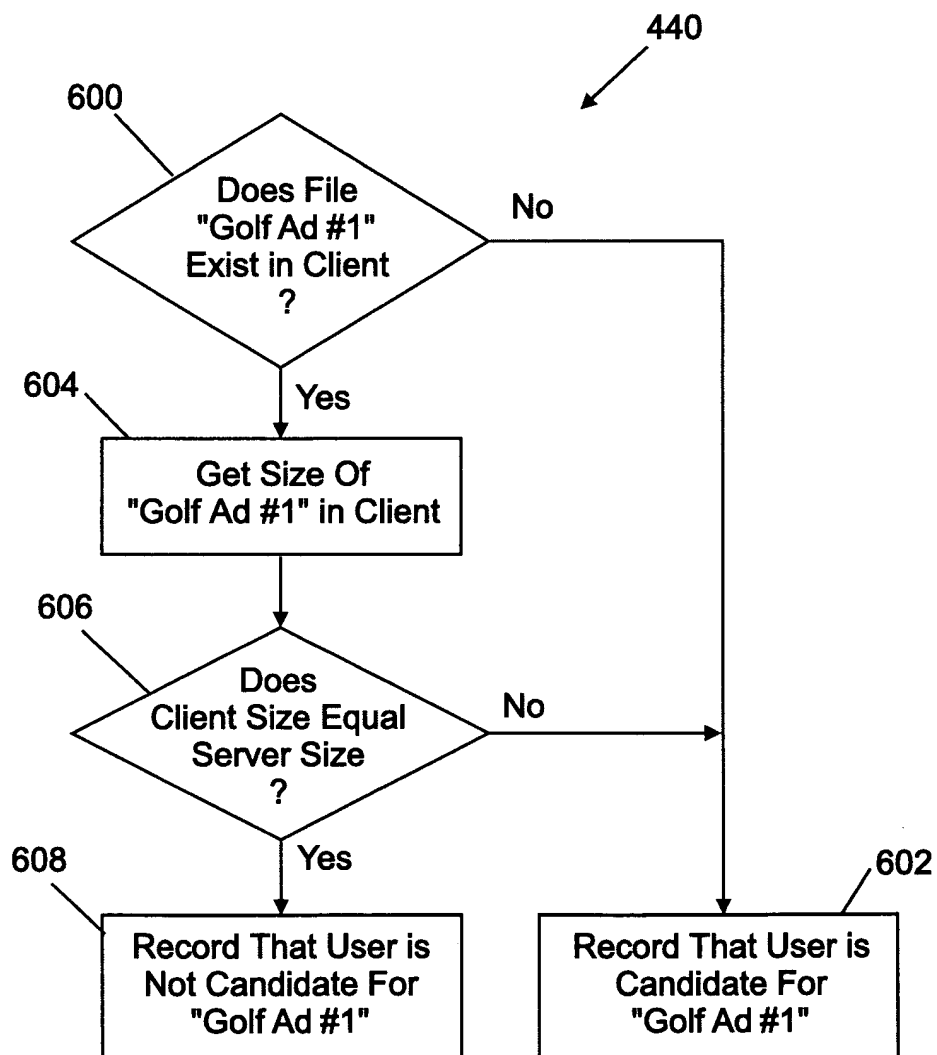 440
600
Does File
"Golf Ad #1"
Exist in Client
?
No
Yes
604
Get Size Of
"Golf Ad #1" in Client
606
Does
Client Size Equal
Server Size
?
No
Yes
608
Record That User is
Not Candidate For
"Golf Ad #1"
602
Record That User is
Candidate For
"Golf Ad #1"